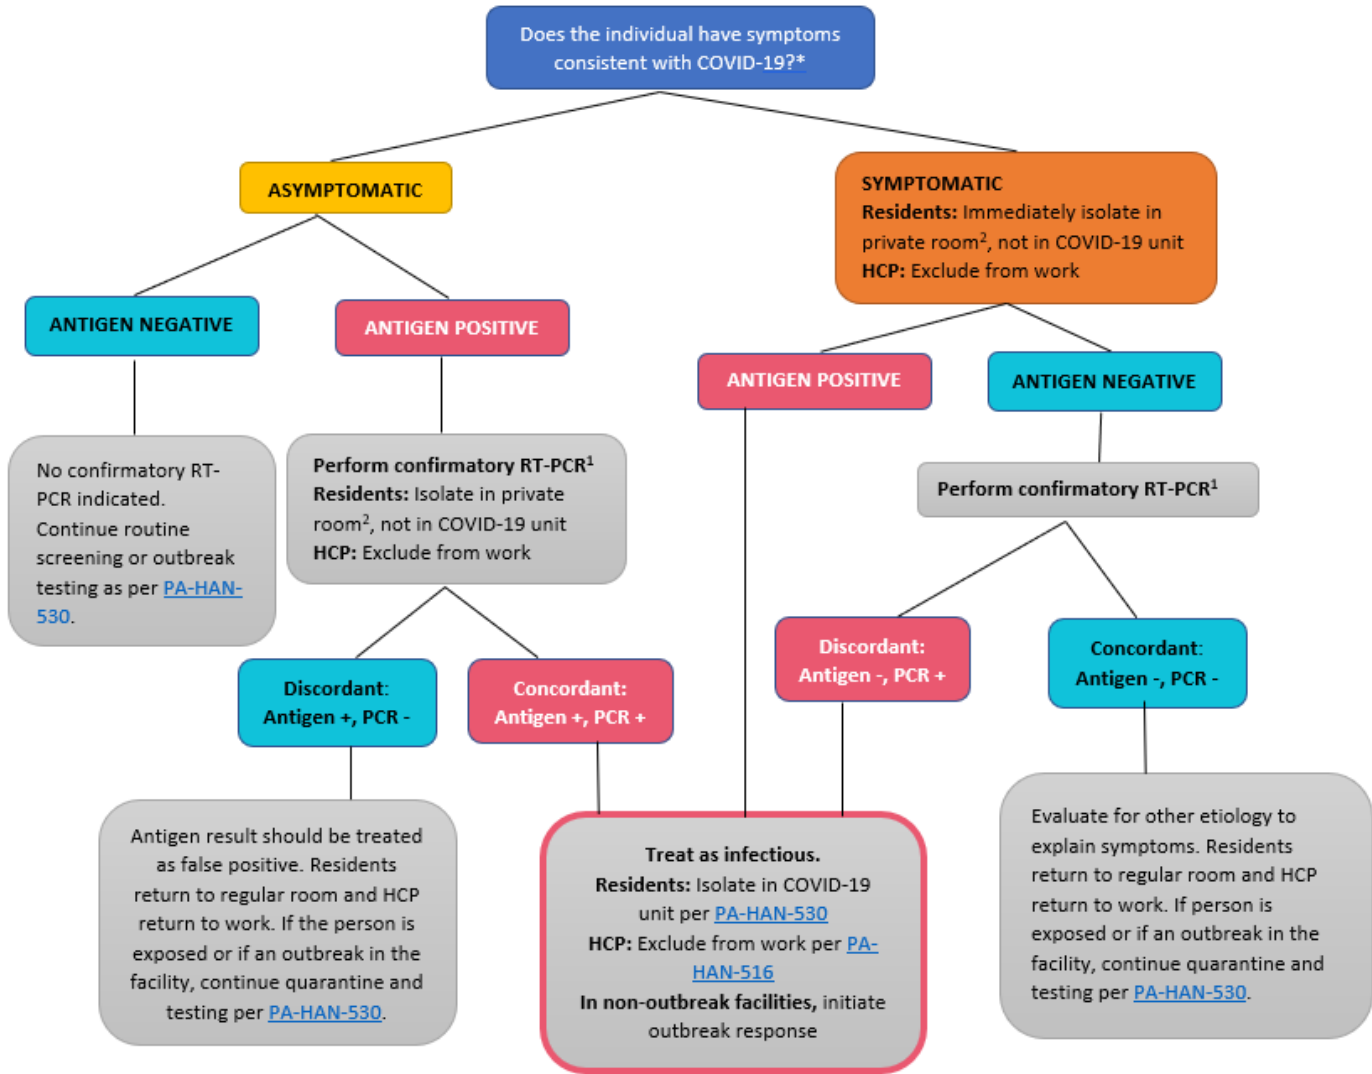 Does the individual have symptoms
consistent with COVID-19?*
ASYMPTOMATIC
SYMPTOMATIC
Residents: Immediately isolate in
private room², not in COVID-19 unit
HCP: Exclude from work
ANTIGEN NEGATIVE
ANTIGEN POSITIVE
ANTIGEN POSITIVE
ANTIGEN NEGATIVE
No confirmatory RT-
PCR indicated.
Continue routine
screening or outbreak
testing as per PA-HAN-
530.
Perform confirmatory RT-PCR¹
Residents: Isolate in private
room², not in COVID-19 unit
HCP: Exclude from work
Perform confirmatory RT-PCR¹
Discordant:
Antigen +, PCR -
Concordant:
Antigen +, PCR +
Discordant:
Antigen -, PCR +
Concordant:
Antigen -, PCR -
Antigen result should be treated
as false positive. Residents
return to regular room and HCP
return to work. If the person is
exposed or if an outbreak in the
facility, continue quarantine and
testing per PA-HAN-530.
Treat as infectious.
Residents: Isolate in COVID-19
unit per PA-HAN-530
HCP: Exclude from work per PA-
HAN-516
In non-outbreak facilities, initiate
outbreak response
Evaluate for other etiology to
explain symptoms. Residents
return to regular room and HCP
return to work. If person is
exposed or if an outbreak in the
facility, continue quarantine and
testing per PA-HAN-530.